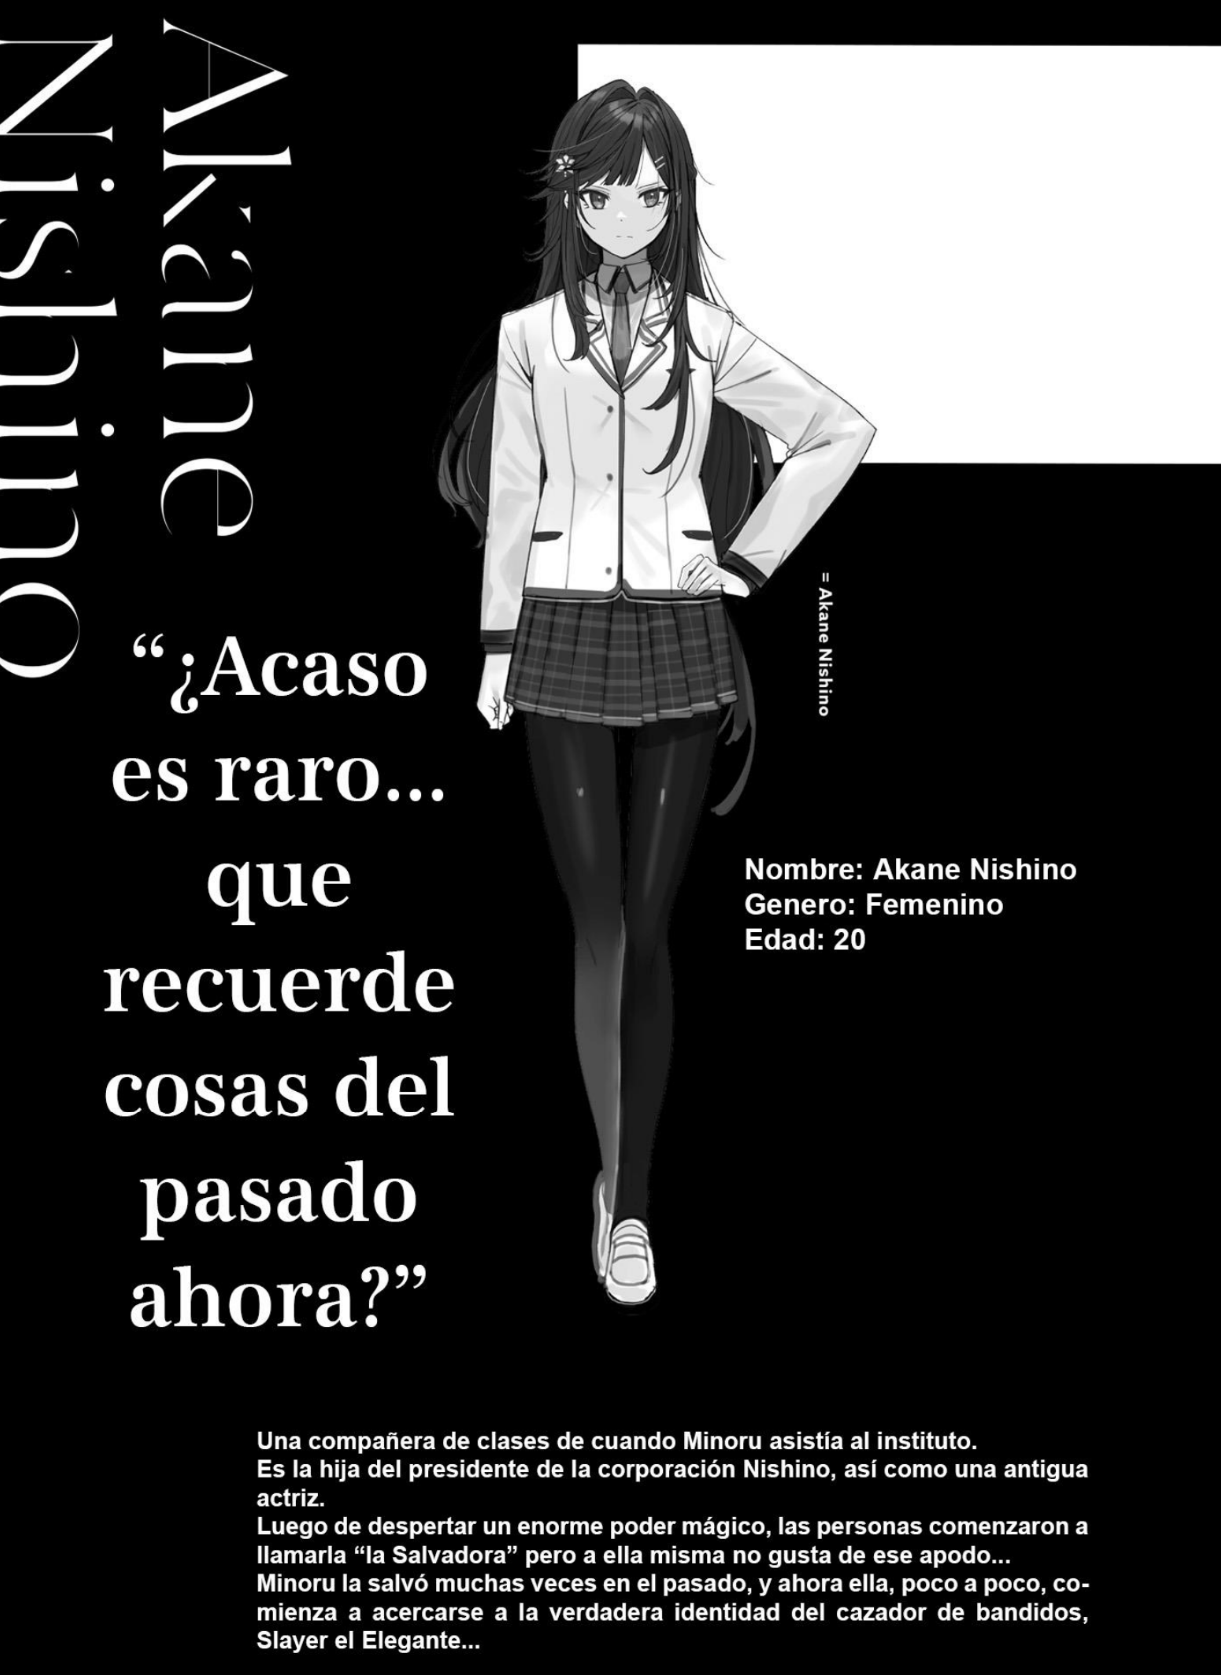 Akane
Nishino
“¿Acaso
es raro...
que
recuerde
cosas del
pasado
ahora?”
= Akane Nishino
Nombre: Akane Nishino
Genero: Femenino
Edad: 20
Una compañera de clases de cuando Minoru asistía al instituto.
Es la hija del presidente de la corporación Nishino, así como una antigua
actriz.
Luego de despertar un enorme poder mágico, las personas comenzaron a
llamarla “la Salvadora” pero a ella misma no gusta de ese apodo...
Minoru la salvó muchas veces en el pasado, y ahora ella, poco a poco, co-
mienza a acercarse a la verdadera identidad del cazador de bandidos,
Slayer el Elegante...